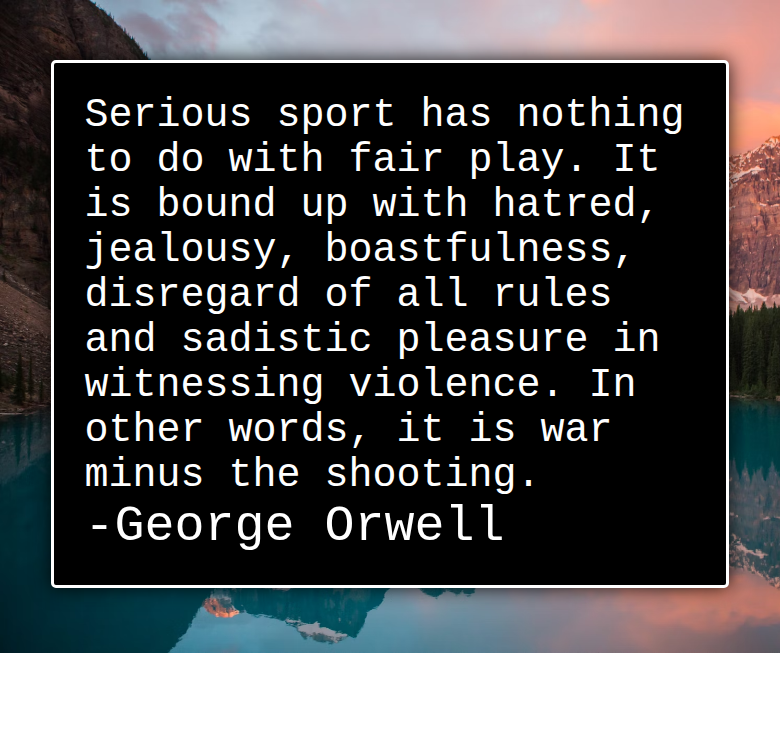 Serious sport has nothing
to do with fair play. It
is bound up with hatred,
jealousy, boastfulness,
disregard of all rules
and sadistic pleasure in
witnessing violence. In
other words, it is war
minus the shooting.
-George Orwell